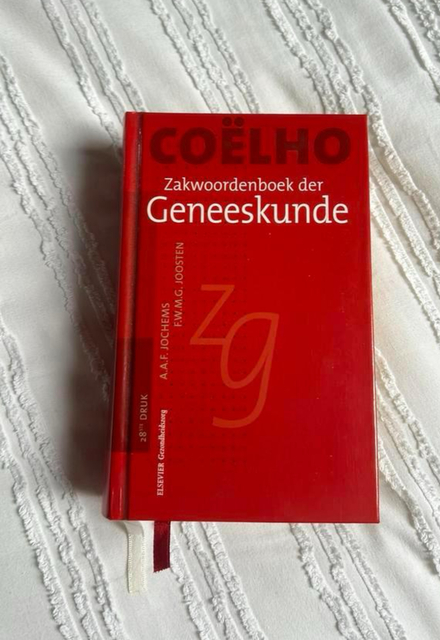 COËLHO
Zakwoordenboek der
Geneeskunde
A.A.F. JOCHEMS
F.W.M.G. JOOSTEN
zg
28ste DRUK
ELSEVIER Gezondheidszorg